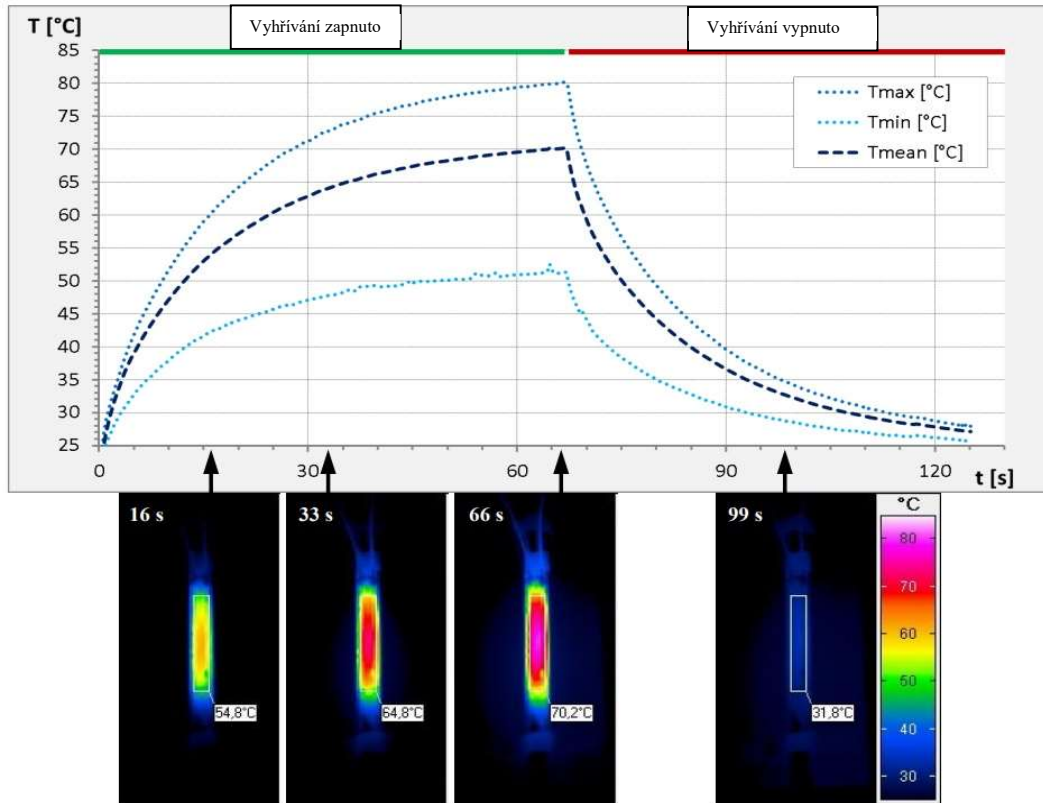 T [°C]
Vyhřívání zapnuto
Vyhřívání vypnuto
85
80
75
70
65
60
55
50
45
40
35
30
25
Tmax [°C]
Tmin [°C]
Tmean [°C]
0
30
60
90
120
t [s]
16 s
33 s
66 s
99 s
54,8°C
64,8°C
70,2°C
31,8°C
°C
80
70
60
50
40
30